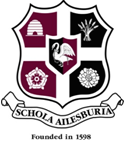 SCHOLA AILESBURIA
Founded in 1598